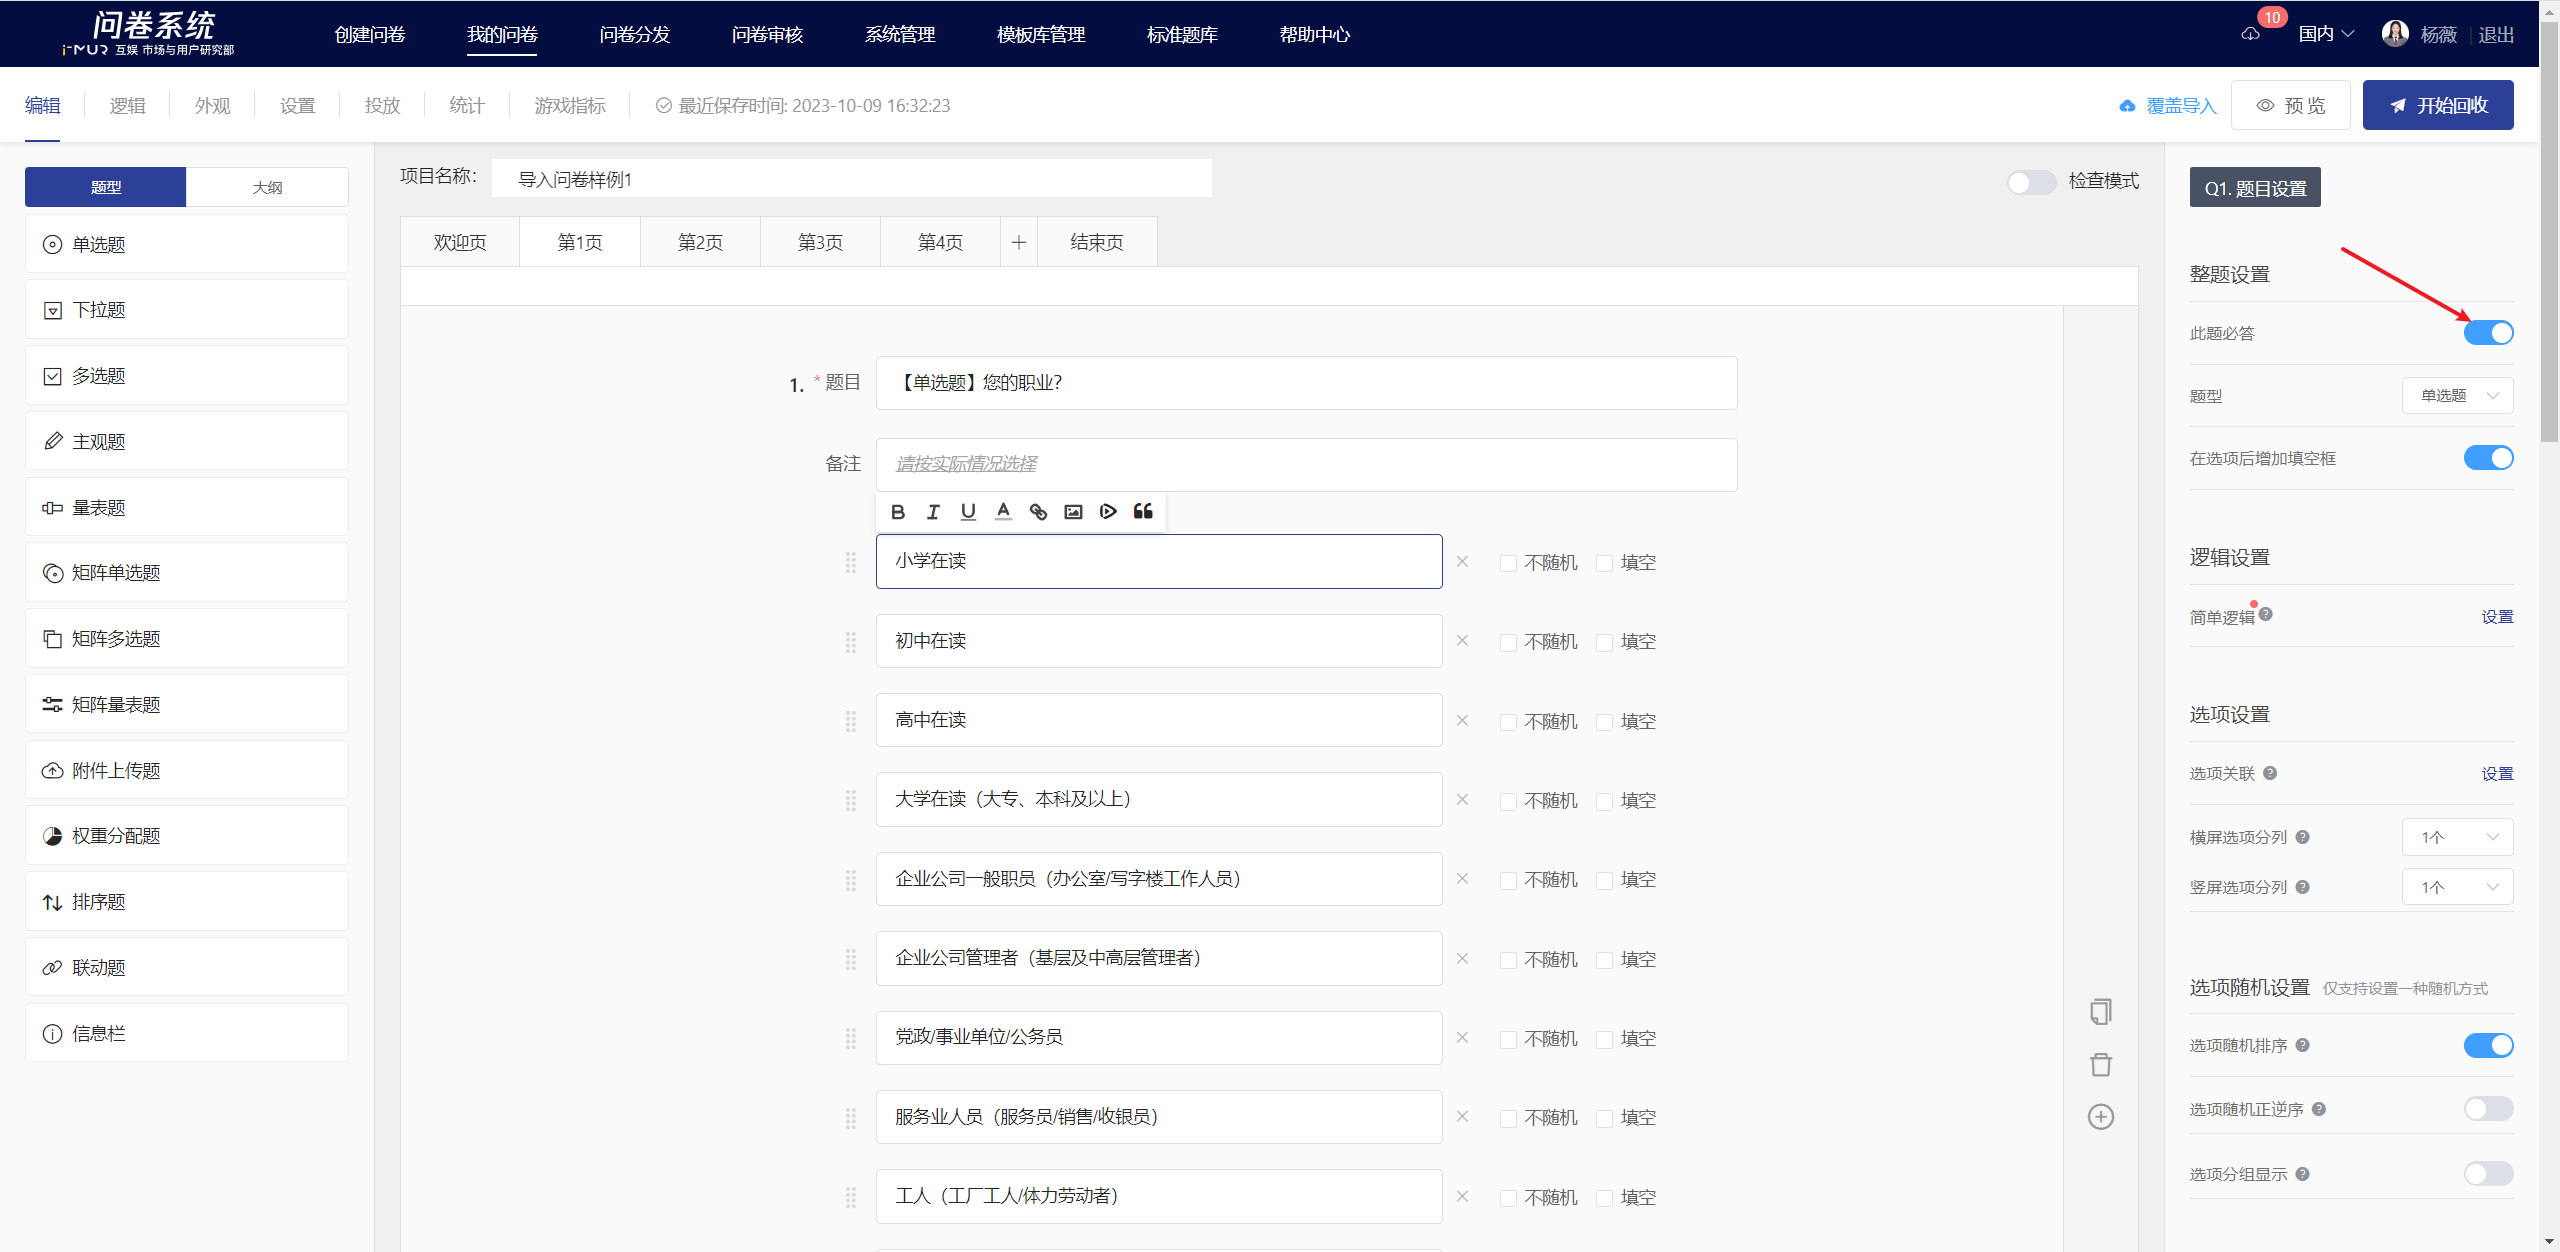 问卷系统
i-MUR 互娱 市场与用户研究部
创建问卷
我的问卷
问卷分发
问卷审核
系统管理
模板库管理
标准题库
帮助中心
10
国内
杨薇
退出
编辑
逻辑
外观
设置
投放
统计
游戏指标
最近保存时间: 2023-10-09 16:32:23
覆盖导入
预 览
开始回收
题型
大纲
单选题
下拉题
多选题
主观题
量表题
矩阵单选题
矩阵多选题
矩阵量表题
附件上传题
权重分配题
排序题
联动题
信息栏
项目名称:
导入问卷样例1
检查模式
欢迎页
第1页
第2页
第3页
第4页
+
结束页
1. * 题目
【单选题】您的职业?
备注
请按实际情况选择
B I U A
小学在读
不随机
填空
初中在读
不随机
填空
高中在读
不随机
填空
大学在读（大专、本科及以上）
不随机
填空
企业公司一般职员（办公室/写字楼工作人员）
不随机
填空
企业公司管理者（基层及中高层管理者）
不随机
填空
党政/事业单位/公务员
不随机
填空
服务业人员（服务员/销售/收银员）
不随机
填空
工人（工厂工人/体力劳动者）
不随机
填空
Q1. 题目设置
整题设置
此题必答
题型
单选题
在选项后增加填空框
逻辑设置
简单逻辑
设置
选项设置
选项关联
设置
横屏选项分列
1个
竖屏选项分列
1个
选项随机设置 仅支持设置一种随机方式
选项随机排序
选项随机正逆序
选项分组显示